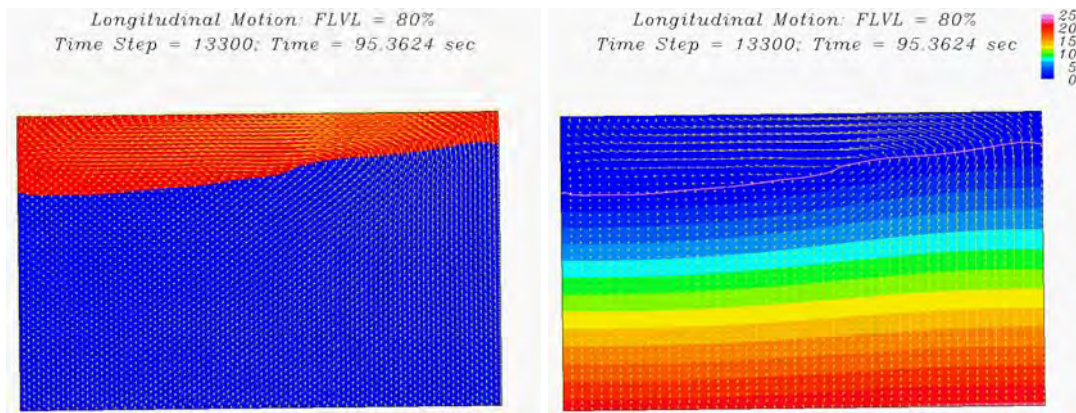 Longitudinal Motion: FLVL = 80%
Time Step = 13300; Time = 95.3624 sec
Longitudinal Motion: FLVL = 80%
Time Step = 13300; Time = 95.3624 sec
25
20
15
10
5
0